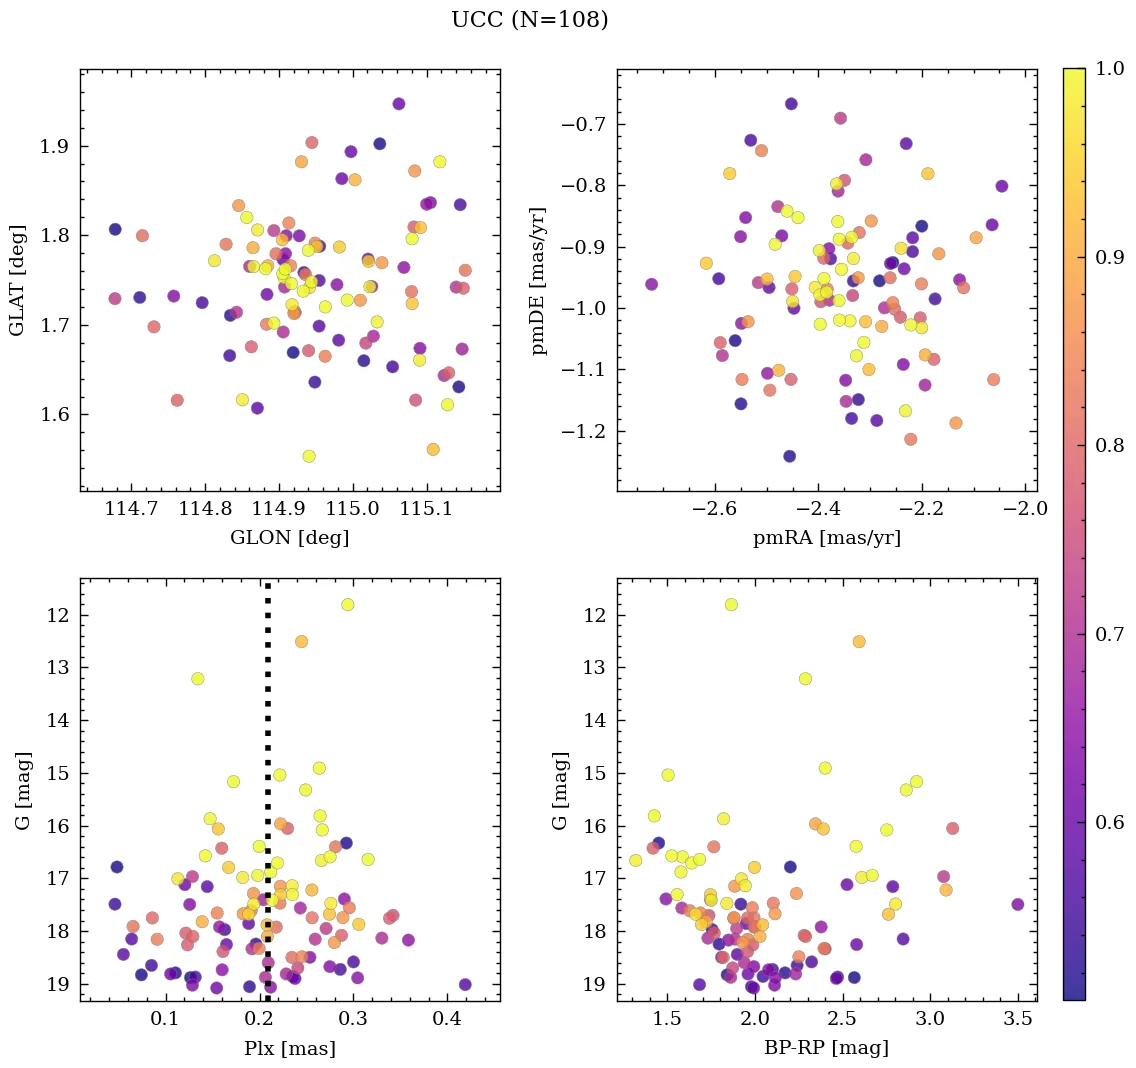 UCC (N=108)
1.9
1.8
1.7
1.6
GLAT [deg]
114.7 114.8 114.9 115.0 115.1
GLON [deg]
−0.7
−0.8
−0.9
−1.0
−1.1
−1.2
pmDE [mas/yr]
−2.6 −2.4 −2.2 −2.0
pmRA [mas/yr]
12
13
14
15
16
17
18
19
G [mag]
0.1 0.2 0.3 0.4
Plx [mas]
12
13
14
15
16
17
18
19
G [mag]
1.5 2.0 2.5 3.0 3.5
BP-RP [mag]
1.0
0.9
0.8
0.7
0.6